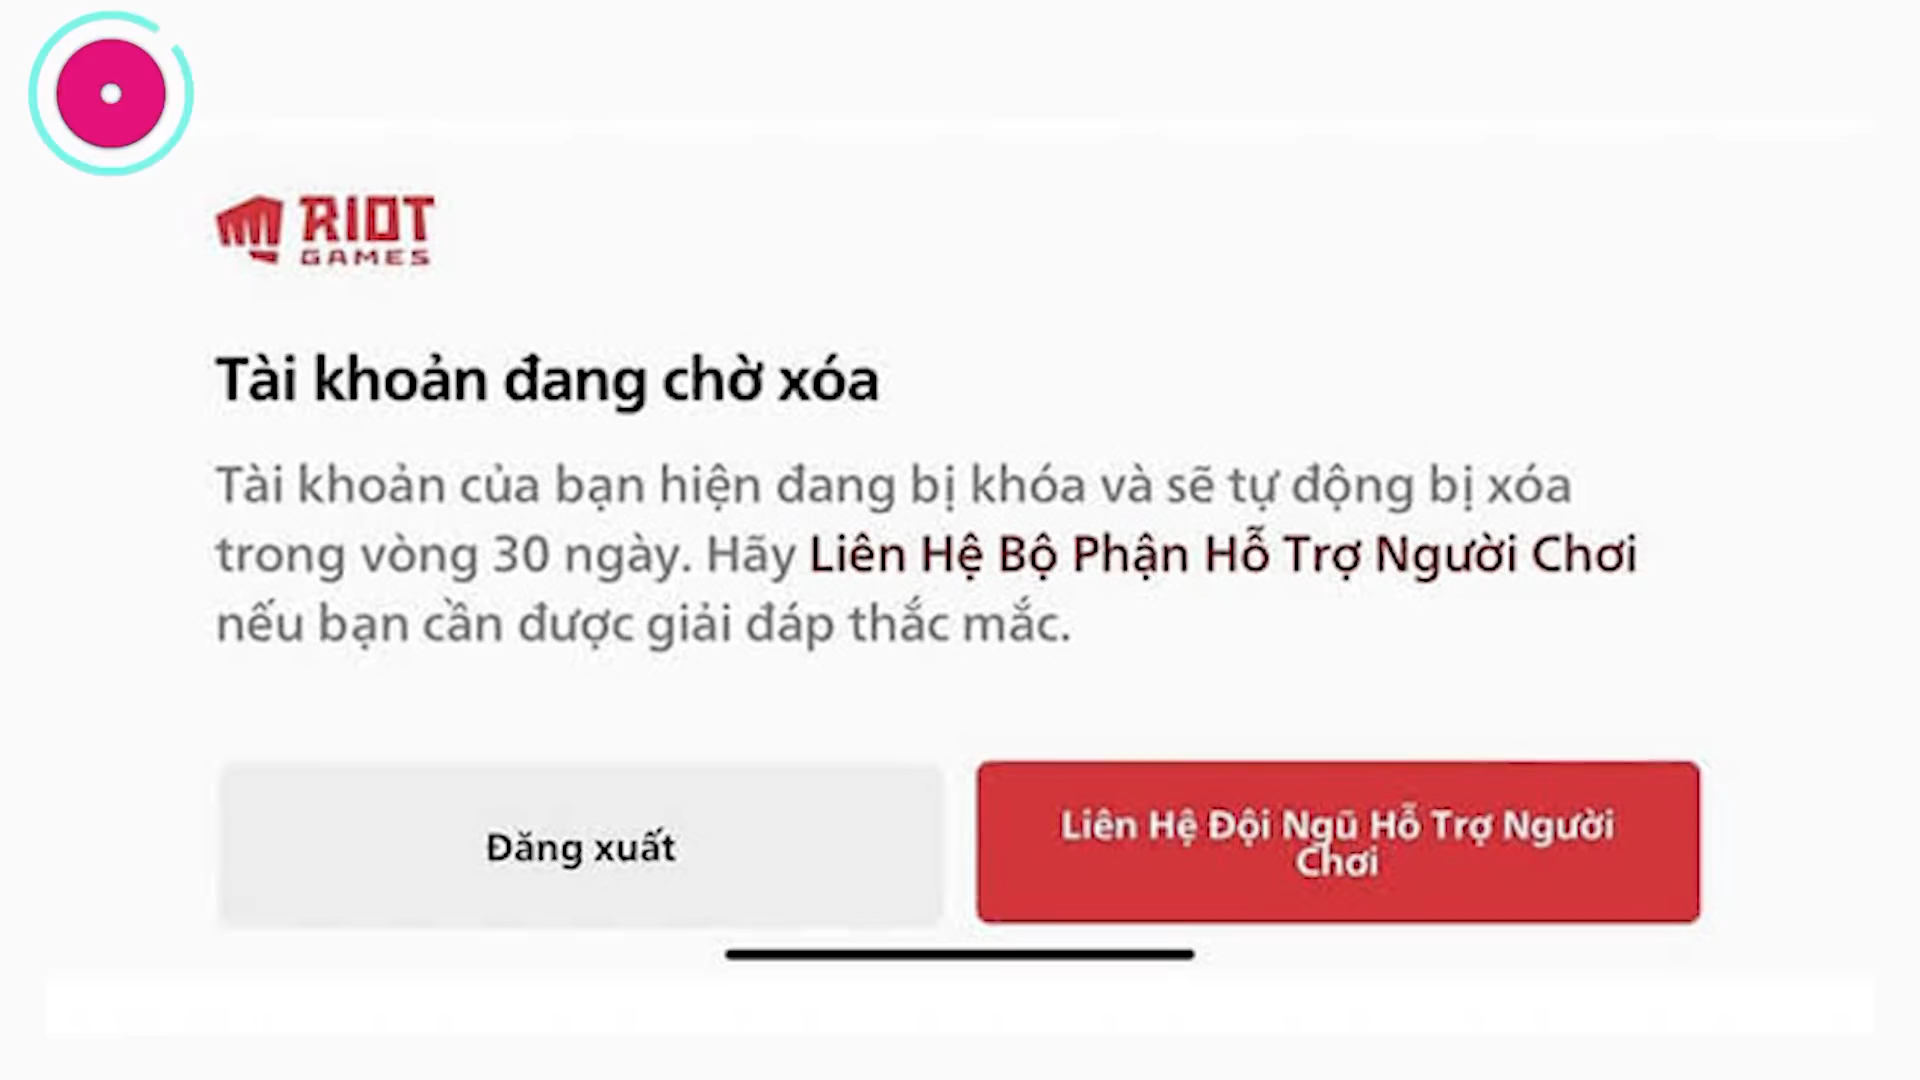 RIOT
GAMES
Tài khoản đang chờ xóa
Tài khoản của bạn hiện đang bị khóa và sẽ tự động bị xóa
trong vòng 30 ngày. Hãy Liên Hệ Bộ Phận Hỗ Trợ Người Chơi
nếu bạn cần được giải đáp thắc mắc.
Đăng xuất
Liên Hệ Đội Ngũ Hỗ Trợ Người
Chơi